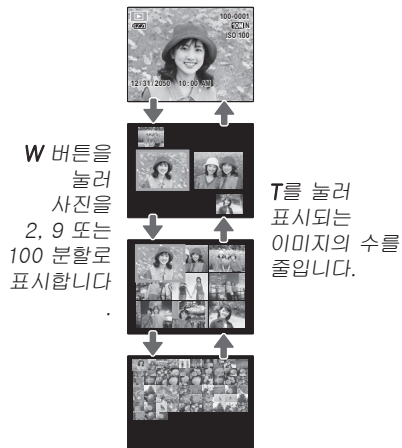 100-0001
10M N
ISO 100
12/31/2050 10:00 AM
W 버튼을
눌러
사진을
2, 9 또는
100 분할로
표시합니다
.
T를 눌러
표시되는
이미지의 수를
줄입니다.